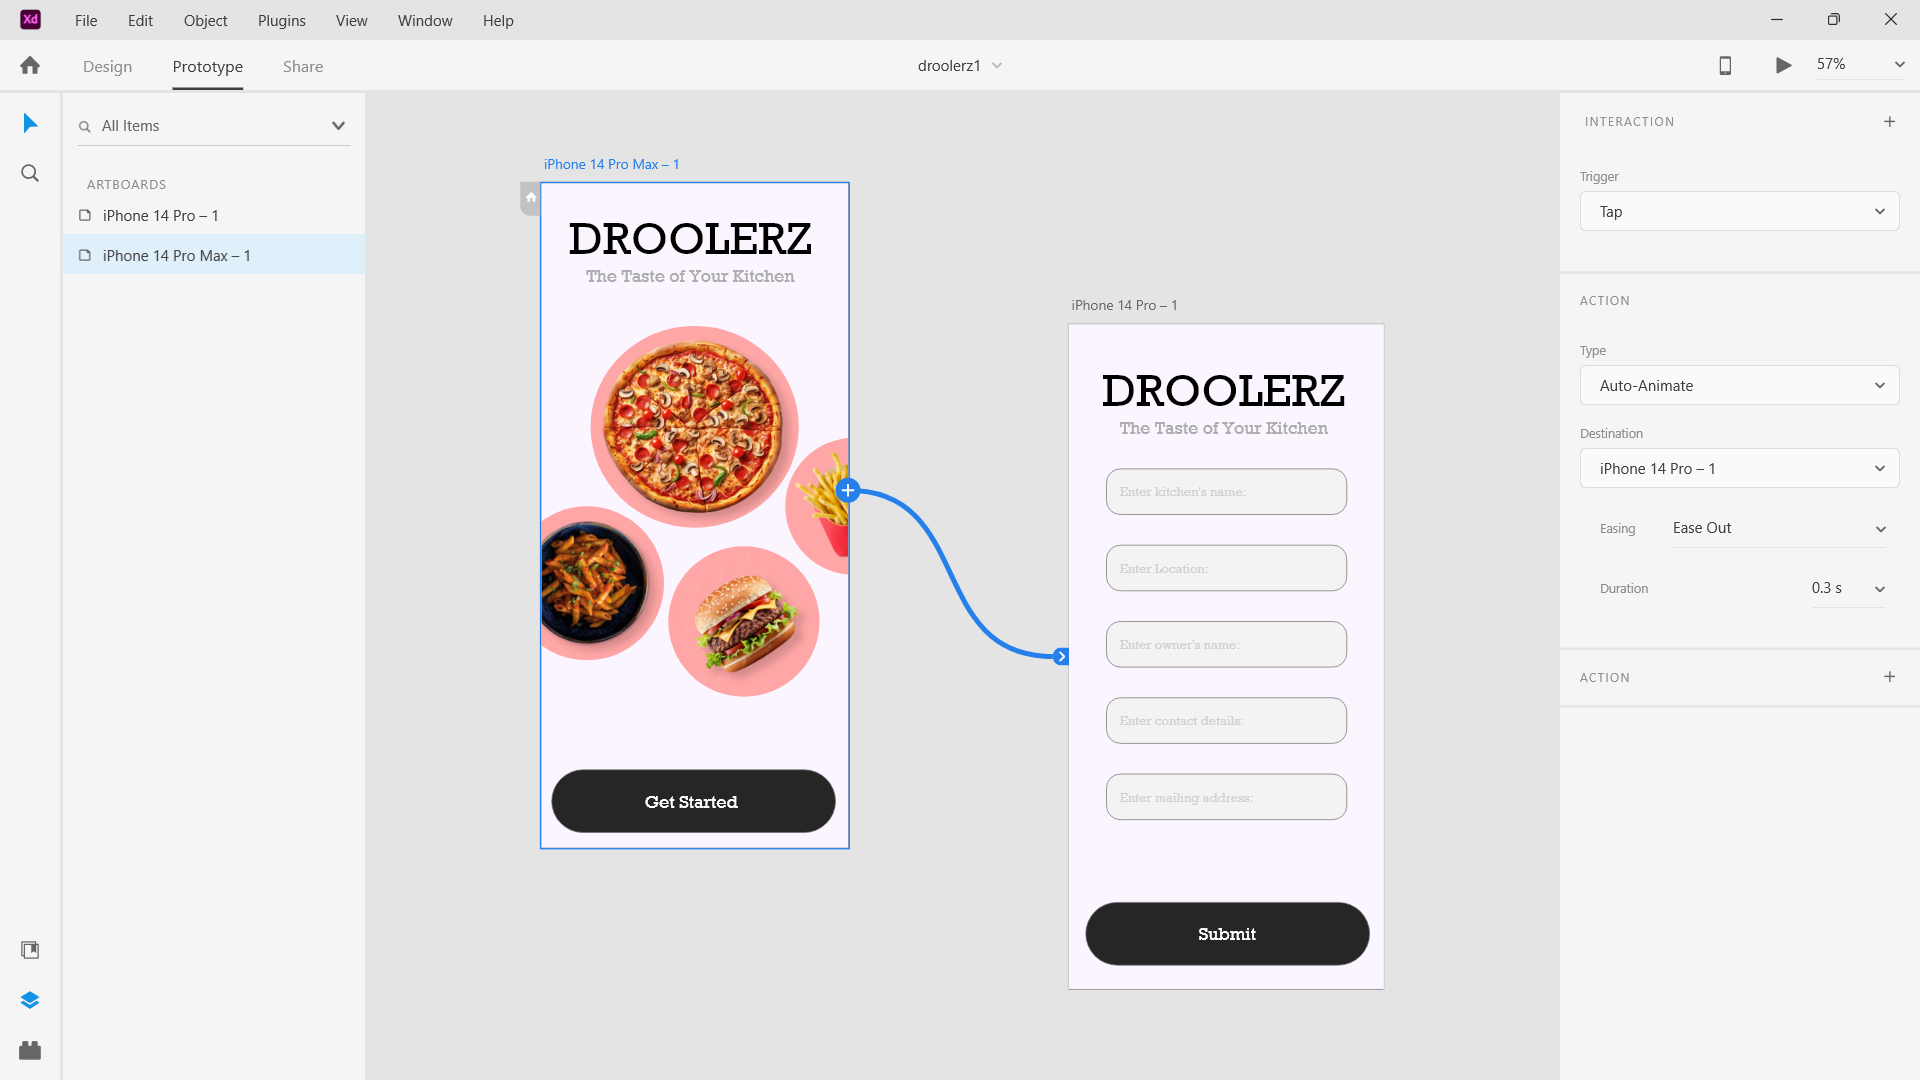 Xd File Edit Object Plugins View Window Help
Design Prototype Share droolerz1 57%
All Items
ARTBOARDS
iPhone 14 Pro – 1
iPhone 14 Pro Max – 1
iPhone 14 Pro Max – 1
DROOLERZ
The Taste of Your Kitchen
Get Started
iPhone 14 Pro – 1
DROOLERZ
The Taste of Your Kitchen
Enter kitchen's name:
Enter Location:
Enter owner's name:
Enter contact details:
Enter mailing address:
Submit
INTERACTION
Trigger
Tap
ACTION
Type
Auto-Animate
Destination
iPhone 14 Pro – 1
Easing Ease Out
Duration 0.3 s
ACTION